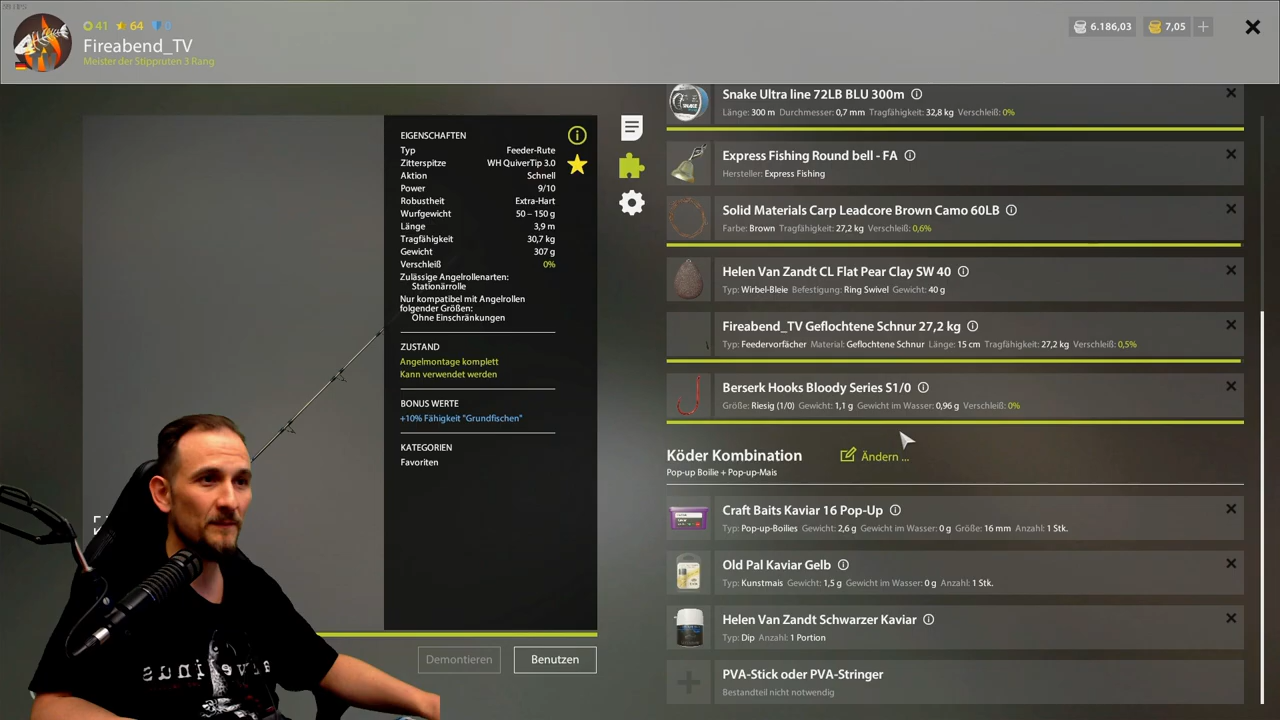 41 64 0
Fireabend_TV
Meister der Stippruten 3 Rang
6.186,03 7,05
EIGENSCHAFTEN
Typ Feeder-Rute
Zitterspitze WH QuiverTip 3.0
Aktion Schnell
Power 9/10
Robustheit Extra-Hart
Wurfgewicht 50 – 150 g
Länge 3,9 m
Tragfähigkeit 30,7 kg
Gewicht 307 g
Verschleiß 0%
Zulässige Angelrollenarten:
Stationärrolle
Nur kompatibel mit Angelrollen
folgender Größen:
Ohne Einschränkungen
ZUSTAND
Angelmontage komplett
Kann verwendet werden
BONUS WERTE
+10% Fähigkeit "Grundfischen"
KATEGORIEN
Favoriten
Demontieren Benutzen
Snake Ultra line 72LB BLU 300m
Länge: 300 m Durchmesser: 0,7 mm Tragfähigkeit: 32,8 kg Verschleiß: 0%
Express Fishing Round bell - FA
Hersteller: Express Fishing
Solid Materials Carp Leadcore Brown Camo 60LB
Farbe: Brown Tragfähigkeit: 27,2 kg Verschleiß: 0,6%
Helen Van Zandt CL Flat Pear Clay SW 40
Typ: Wirbel-Bleie Befestigung: Ring Swivel Gewicht: 40 g
Fireabend_TV Geflochtene Schnur 27,2 kg
Typ: Feedervorfächer Material: Geflochtene Schnur Länge: 15 cm Tragfähigkeit: 27,2 kg Verschleiß: 0,5%
Berserk Hooks Bloody Series S1/0
Größe: Riesig (1/0) Gewicht: 1,1 g Gewicht im Wasser: 0,96 g Verschleiß: 0%
Köder Kombination Ändern ...
Pop-up Boilie + Pop-up-Mais
Craft Baits Kaviar 16 Pop-Up
Typ: Pop-up-Boilies Gewicht: 2,6 g Gewicht im Wasser: 0 g Größe: 16 mm Anzahl: 1 Stk.
Old Pal Kaviar Gelb
Typ: Kunstmais Gewicht: 1,5 g Gewicht im Wasser: 0 g Anzahl: 1 Stk.
Helen Van Zandt Schwarzer Kaviar
Typ: Dip Anzahl: 1 Portion
PVA-Stick oder PVA-Stringer
Bestandteil nicht notwendig